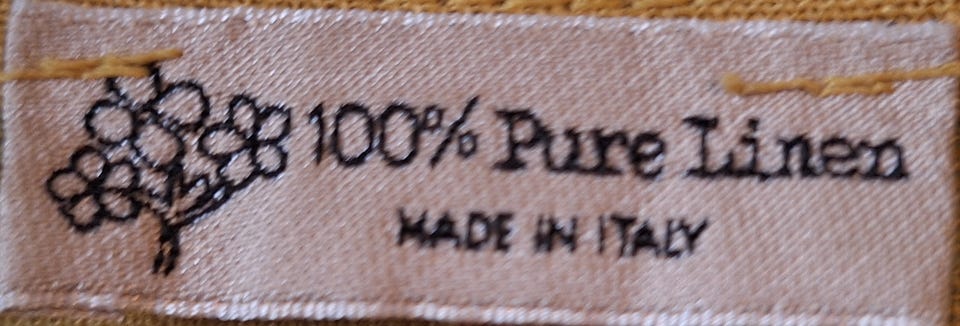 100% Pure Linen
MADE IN ITALY